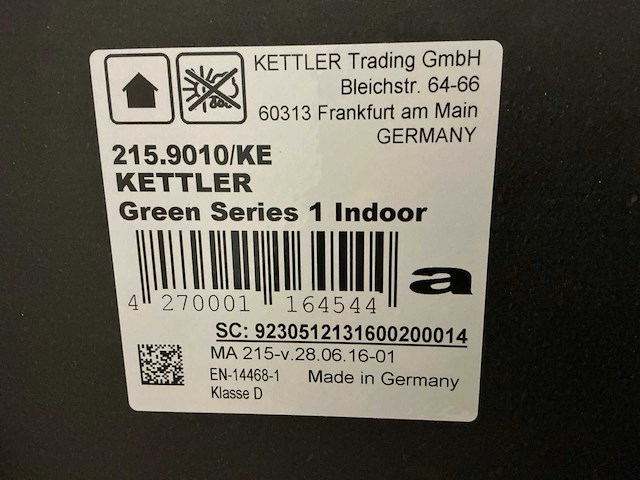 KETTLER Trading GmbH
Bleichstr. 64-66
60313 Frankfurt am Main
GERMANY
215.9010/KE
KETTLER
Green Series 1 Indoor
4 270001 164544
a
SC: 9230512131600200014
MA 215-v.28.06.16-01
EN-14468-1
Klasse D
Made in Germany